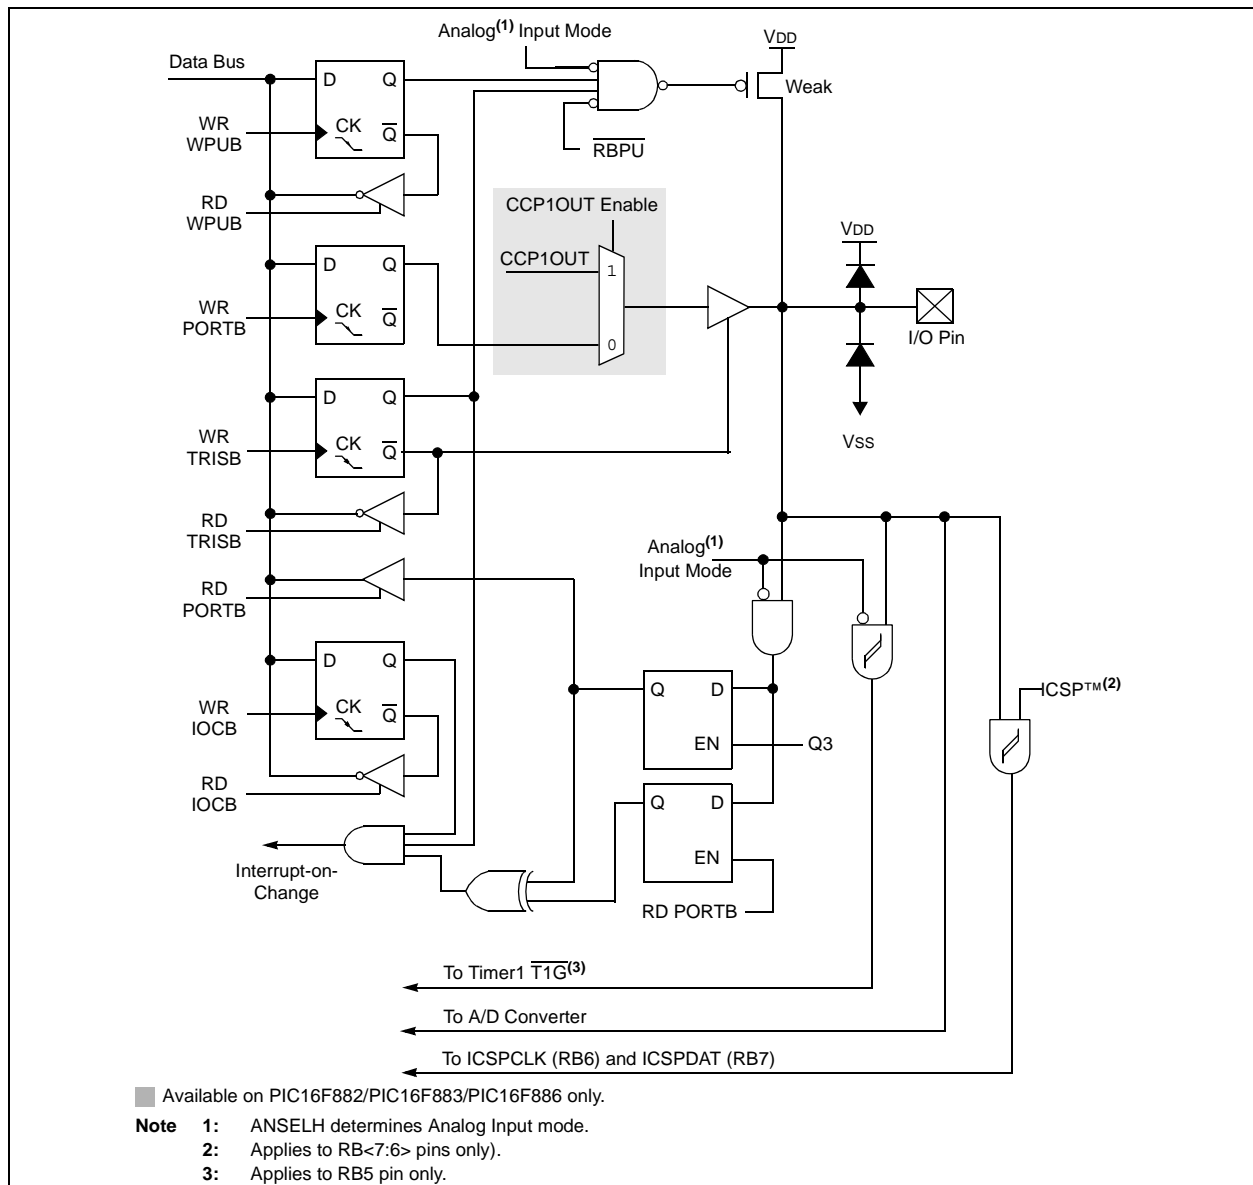 Analog(1) Input Mode
VDD
Data Bus
D Q
Weak
WR
WPUB
CK Q
RBPU
RD
WPUB
CCP1OUT Enable
VDD
CCP1OUT
1
D Q
WR
PORTB
CK Q
0
I/O Pin
D Q
WR
TRISB
CK Q
VSS
RD
TRISB
Analog(1)
Input Mode
RD
PORTB
D Q
Q D
ICSP™(2)
WR
IOCB
CK Q
EN
Q3
RD
IOCB
Q D
EN
Interrupt-on-
Change
RD PORTB
To Timer1 T1G(3)
To A/D Converter
To ICSPCLK (RB6) and ICSPDAT (RB7)
Available on PIC16F882/PIC16F883/PIC16F886 only.
Note 1: ANSELH determines Analog Input mode.
2: Applies to RB<7:6> pins only).
3: Applies to RB5 pin only.